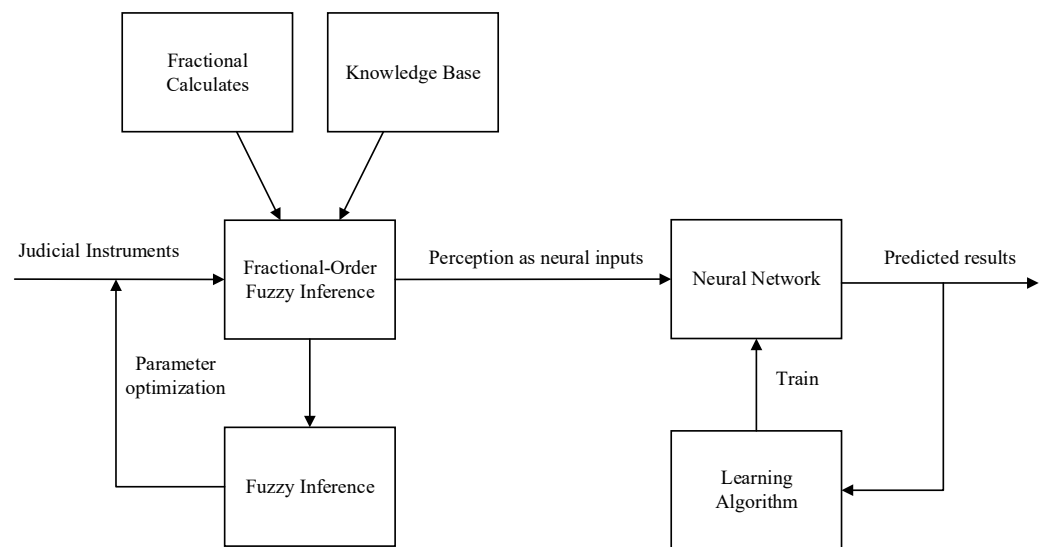 Fractional
Calculates
Knowledge Base
Judicial Instruments
Fractional-Order
Fuzzy Inference
Perception as neural inputs
Neural Network
Predicted results
Parameter
optimization
Train
Fuzzy Inference
Learning
Algorithm